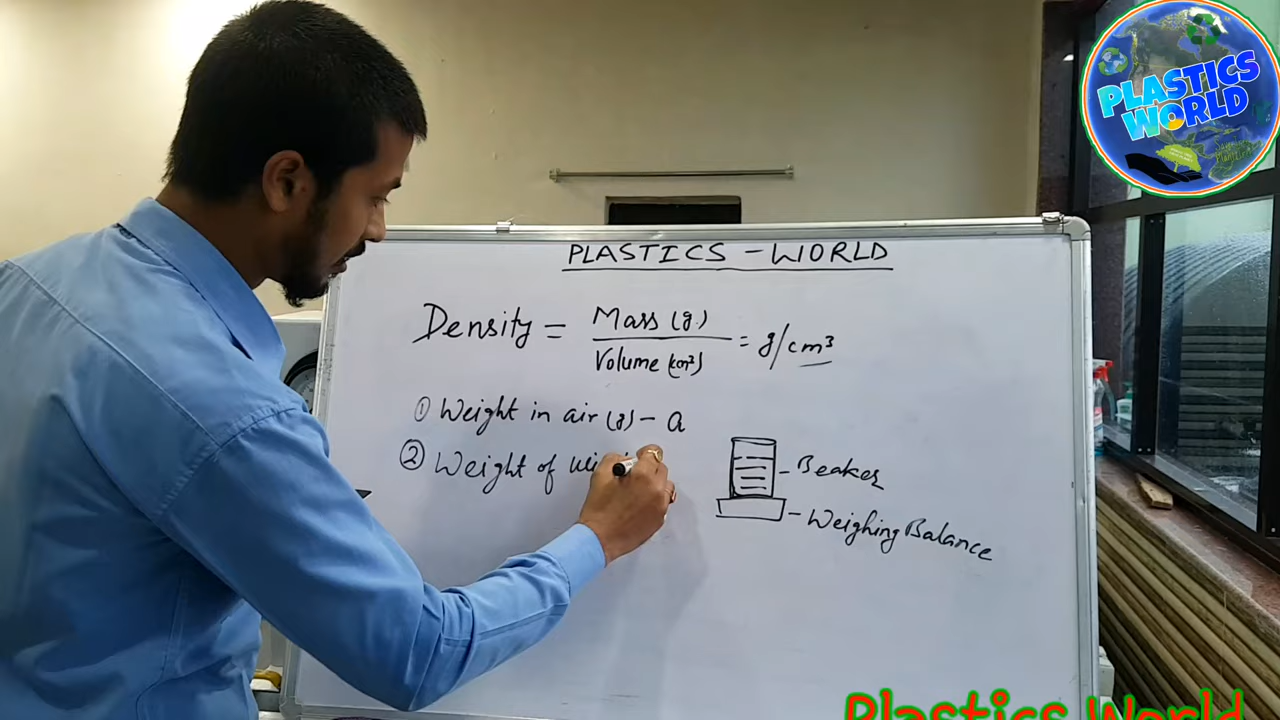 PLASTICS WORLD
PLASTICS - WORLD
Density = Mass (g) / Volume (cm³) = g/cm³
① Weight in air (g) - a
② Weight of
Beaker
Weighing Balance
Plastics World